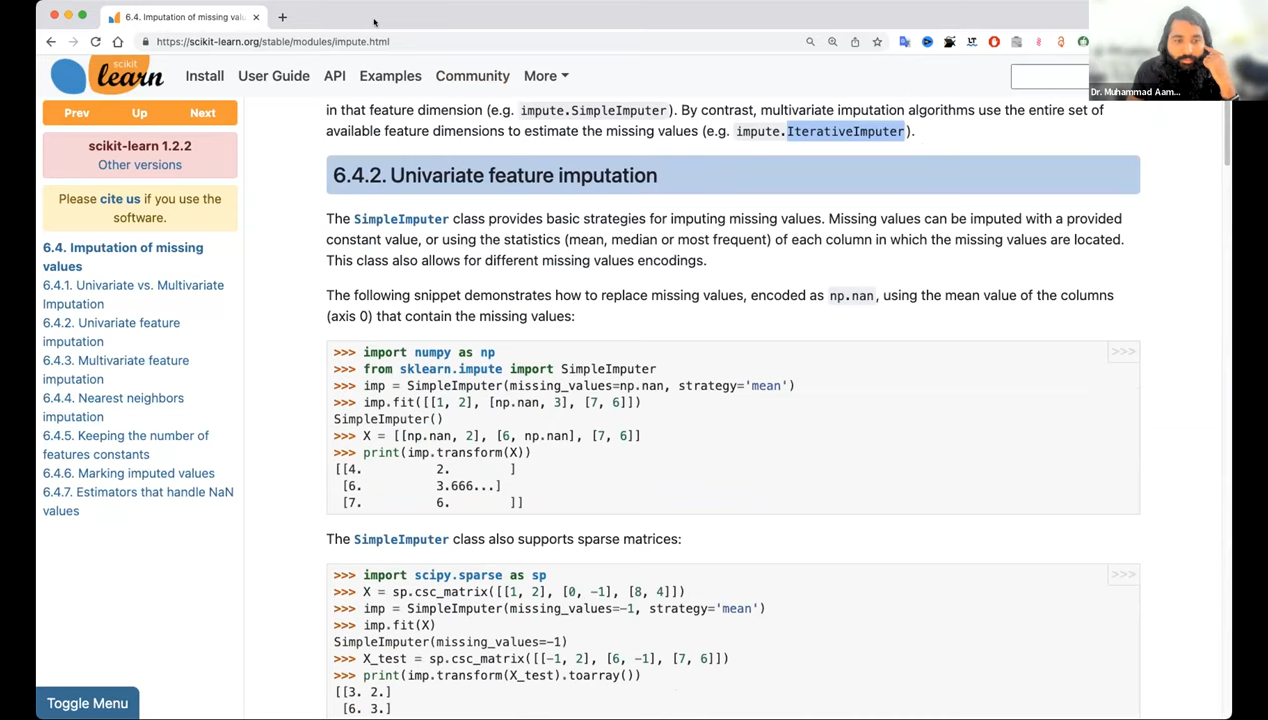 6.4. Imputation of missing valu
https://scikit-learn.org/stable/modules/impute.html
Dr. Muhammad Aam...
scikit
learn
Install
User Guide
API
Examples
Community
More
Prev
Up
Next
scikit-learn 1.2.2
Other versions
Please cite us if you use the
software.
6.4. Imputation of missing
values
6.4.1. Univariate vs. Multivariate
Imputation
6.4.2. Univariate feature
imputation
6.4.3. Multivariate feature
imputation
6.4.4. Nearest neighbors
imputation
6.4.5. Keeping the number of
features constants
6.4.6. Marking imputed values
6.4.7. Estimators that handle NaN
values
Toggle Menu
in that feature dimension (e.g. impute.SimpleImputer). By contrast, multivariate imputation algorithms use the entire set of
available feature dimensions to estimate the missing values (e.g. impute.IterativeImputer).
6.4.2. Univariate feature imputation
The SimpleImputer class provides basic strategies for imputing missing values. Missing values can be imputed with a provided
constant value, or using the statistics (mean, median or most frequent) of each column in which the missing values are located.
This class also allows for different missing values encodings.
The following snippet demonstrates how to replace missing values, encoded as np.nan, using the mean value of the columns
(axis 0) that contain the missing values:
>>>
>>> import numpy as np
>>> from sklearn.impute import SimpleImputer
>>> imp = SimpleImputer(missing_values=np.nan, strategy='mean')
>>> imp.fit([[1, 2], [np.nan, 3], [7, 6]])
SimpleImputer()
>>> X = [[np.nan, 2], [6, np.nan], [7, 6]]
>>> print(imp.transform(X))
[[4.          2.        ]
[6.          3.666...]
[7.          6.        ]]
The SimpleImputer class also supports sparse matrices:
>>>
>>> import scipy.sparse as sp
>>> X = sp.csc_matrix([[1, 2], [0, -1], [8, 4]])
>>> imp = SimpleImputer(missing_values=-1, strategy='mean')
>>> imp.fit(X)
SimpleImputer(missing_values=-1)
>>> X_test = sp.csc_matrix([[-1, 2], [6, -1], [7, 6]])
>>> print(imp.transform(X_test).toarray())
[[3. 2.]
[6. 3.]